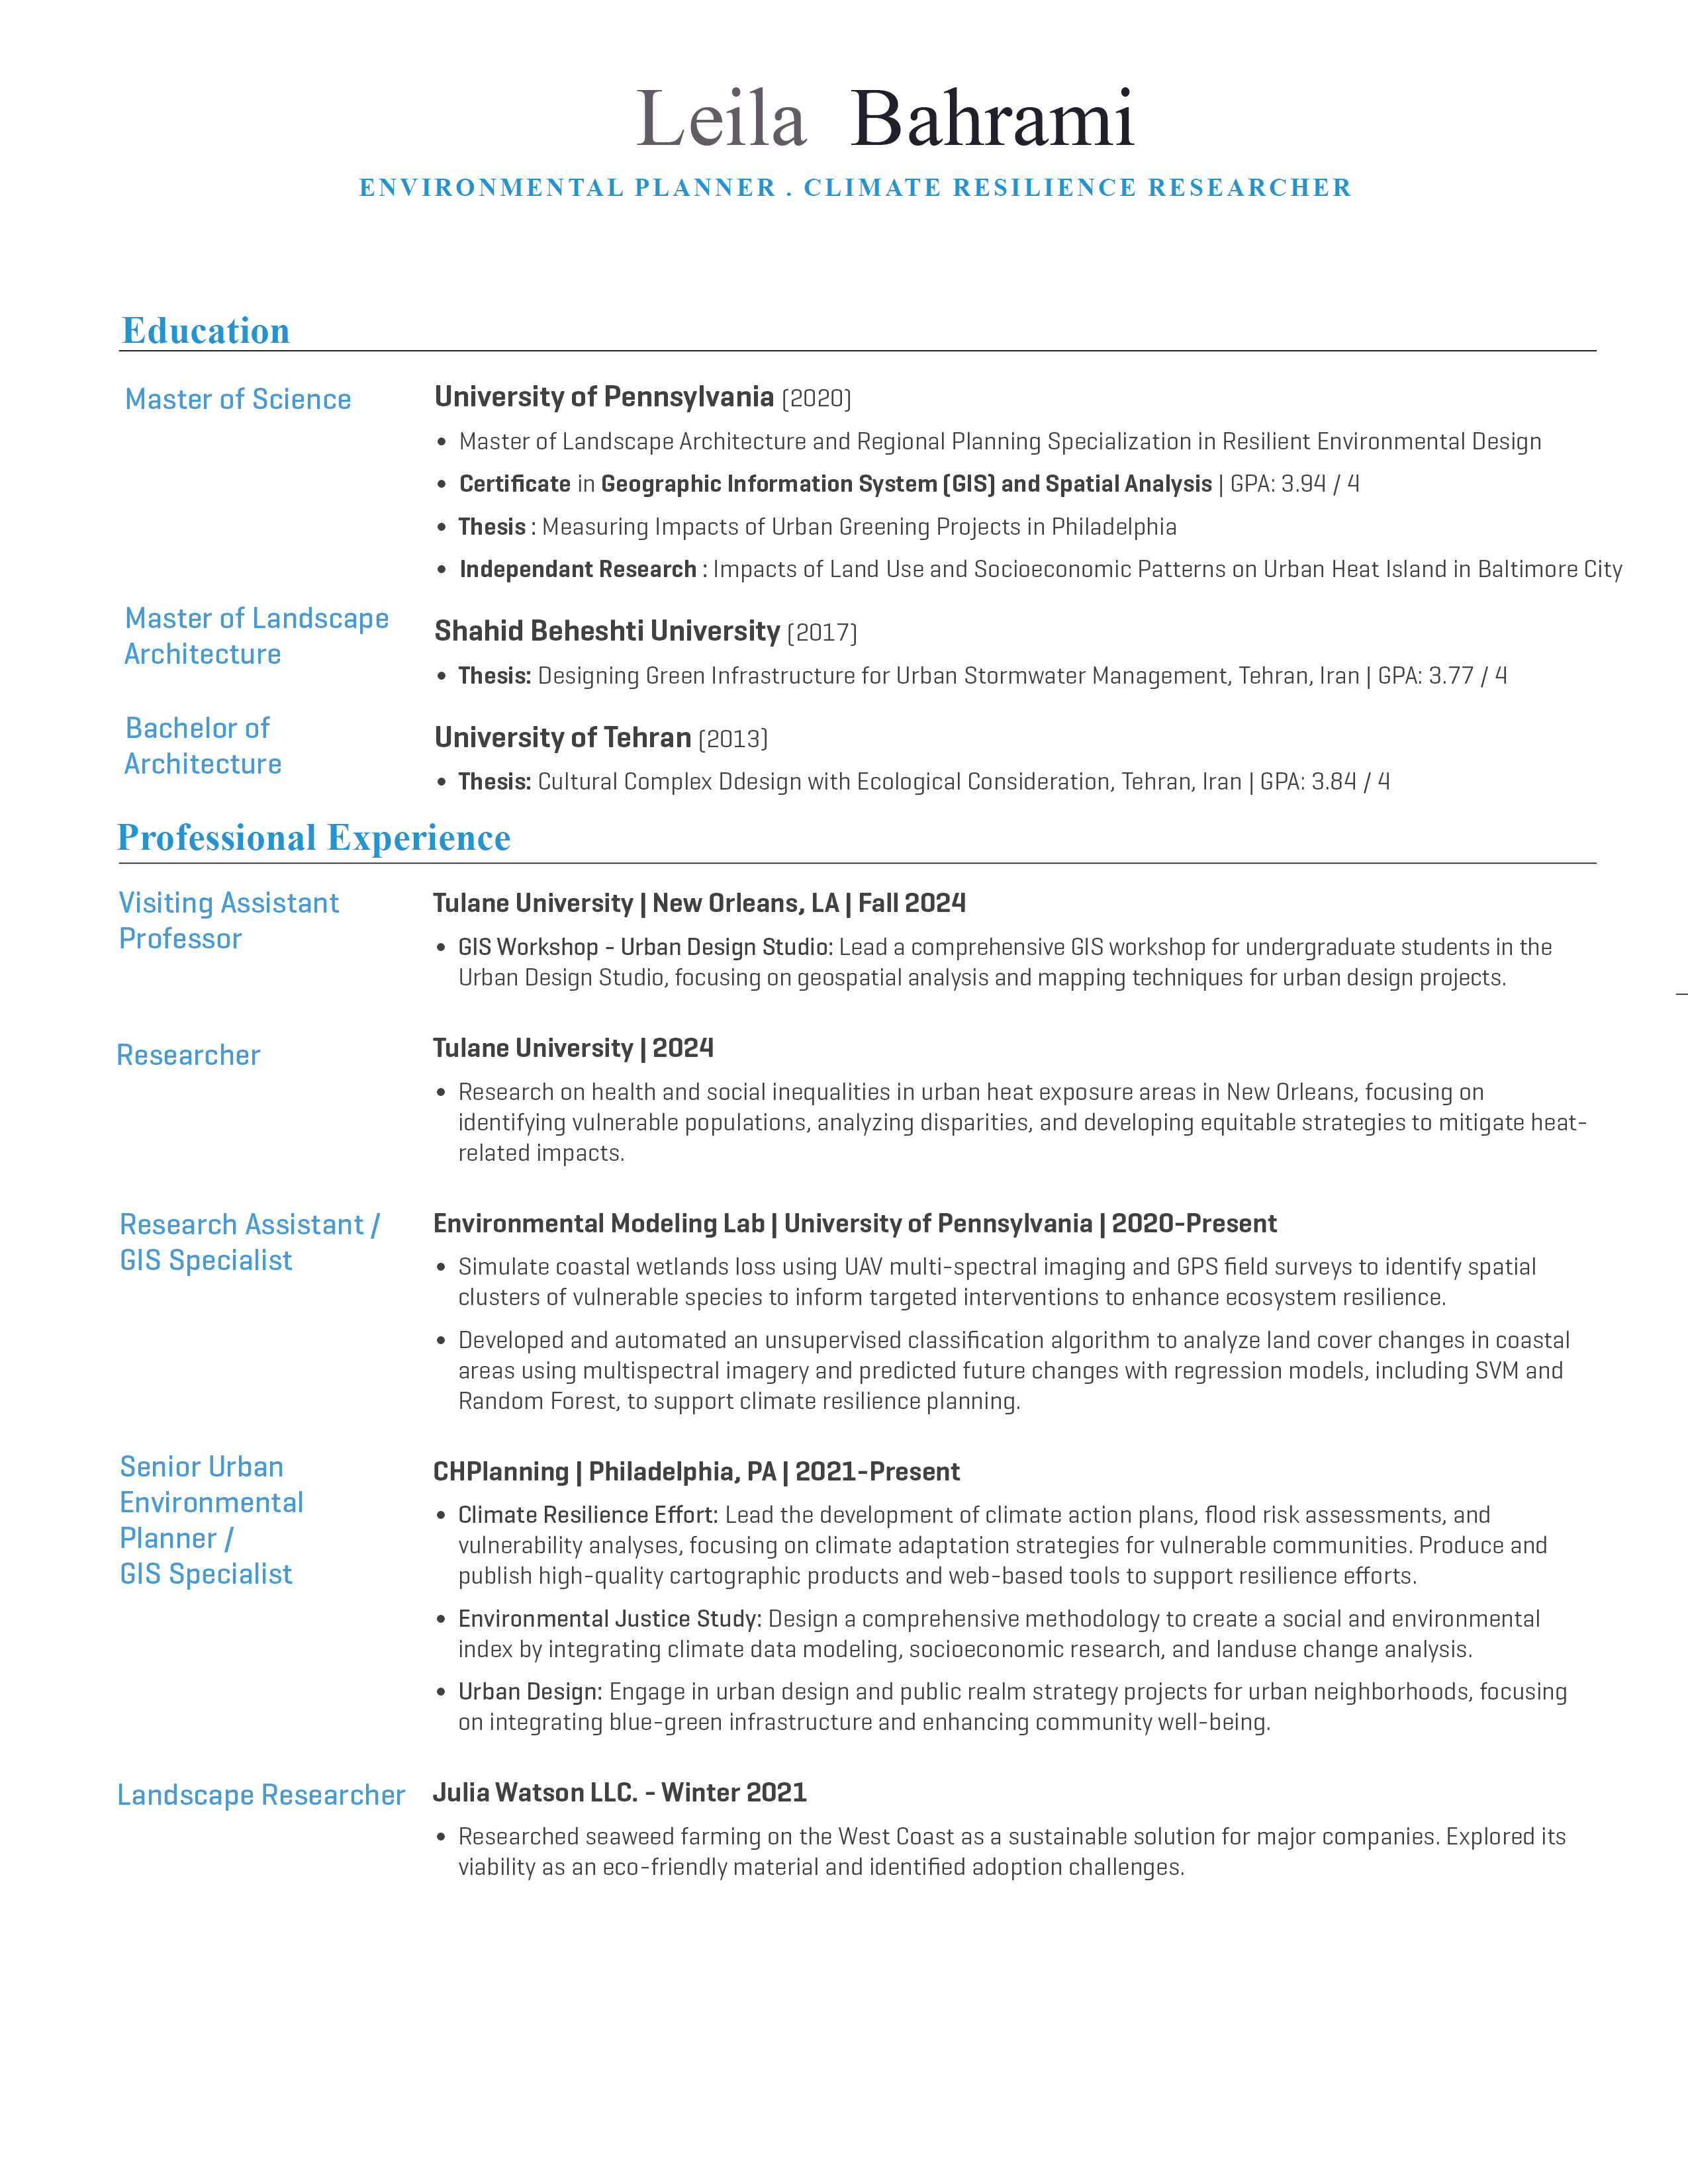 Leila Bahrami
ENVIRONMENTAL PLANNER . CLIMATE RESILIENCE RESEARCHER
Education
Master of Science
University of Pennsylvania (2020)
• Master of Landscape Architecture and Regional Planning Specialization in Resilient Environmental Design
• Certificate in Geographic Information System (GIS) and Spatial Analysis | GPA: 3.94 / 4
• Thesis : Measuring Impacts of Urban Greening Projects in Philadelphia
• Independant Research : Impacts of Land Use and Socioeconomic Patterns on Urban Heat Island in Baltimore City
Master of Landscape
Architecture
Shahid Beheshti University (2017)
• Thesis: Designing Green Infrastructure for Urban Stormwater Management, Tehran, Iran | GPA: 3.77 / 4
Bachelor of
Architecture
University of Tehran (2013)
• Thesis: Cultural Complex Ddesign with Ecological Consideration, Tehran, Iran | GPA: 3.84 / 4
Professional Experience
Visiting Assistant
Professor
Tulane University | New Orleans, LA | Fall 2024
• GIS Workshop - Urban Design Studio: Lead a comprehensive GIS workshop for undergraduate students in the
Urban Design Studio, focusing on geospatial analysis and mapping techniques for urban design projects.
Researcher
Tulane University | 2024
• Research on health and social inequalities in urban heat exposure areas in New Orleans, focusing on
identifying vulnerable populations, analyzing disparities, and developing equitable strategies to mitigate heat-
related impacts.
Research Assistant /
GIS Specialist
Environmental Modeling Lab | University of Pennsylvania | 2020-Present
• Simulate coastal wetlands loss using UAV multi-spectral imaging and GPS field surveys to identify spatial
clusters of vulnerable species to inform targeted interventions to enhance ecosystem resilience.
• Developed and automated an unsupervised classification algorithm to analyze land cover changes in coastal
areas using multispectral imagery and predicted future changes with regression models, including SVM and
Random Forest, to support climate resilience planning.
Senior Urban
Environmental
Planner /
GIS Specialist
CHPlanning | Philadelphia, PA | 2021-Present
• Climate Resilience Effort: Lead the development of climate action plans, flood risk assessments, and
vulnerability analyses, focusing on climate adaptation strategies for vulnerable communities. Produce and
publish high-quality cartographic products and web-based tools to support resilience efforts.
• Environmental Justice Study: Design a comprehensive methodology to create a social and environmental
index by integrating climate data modeling, socioeconomic research, and landuse change analysis.
• Urban Design: Engage in urban design and public realm strategy projects for urban neighborhoods, focusing
on integrating blue-green infrastructure and enhancing community well-being.
Landscape Researcher
Julia Watson LLC. - Winter 2021
• Researched seaweed farming on the West Coast as a sustainable solution for major companies. Explored its
viability as an eco-friendly material and identified adoption challenges.